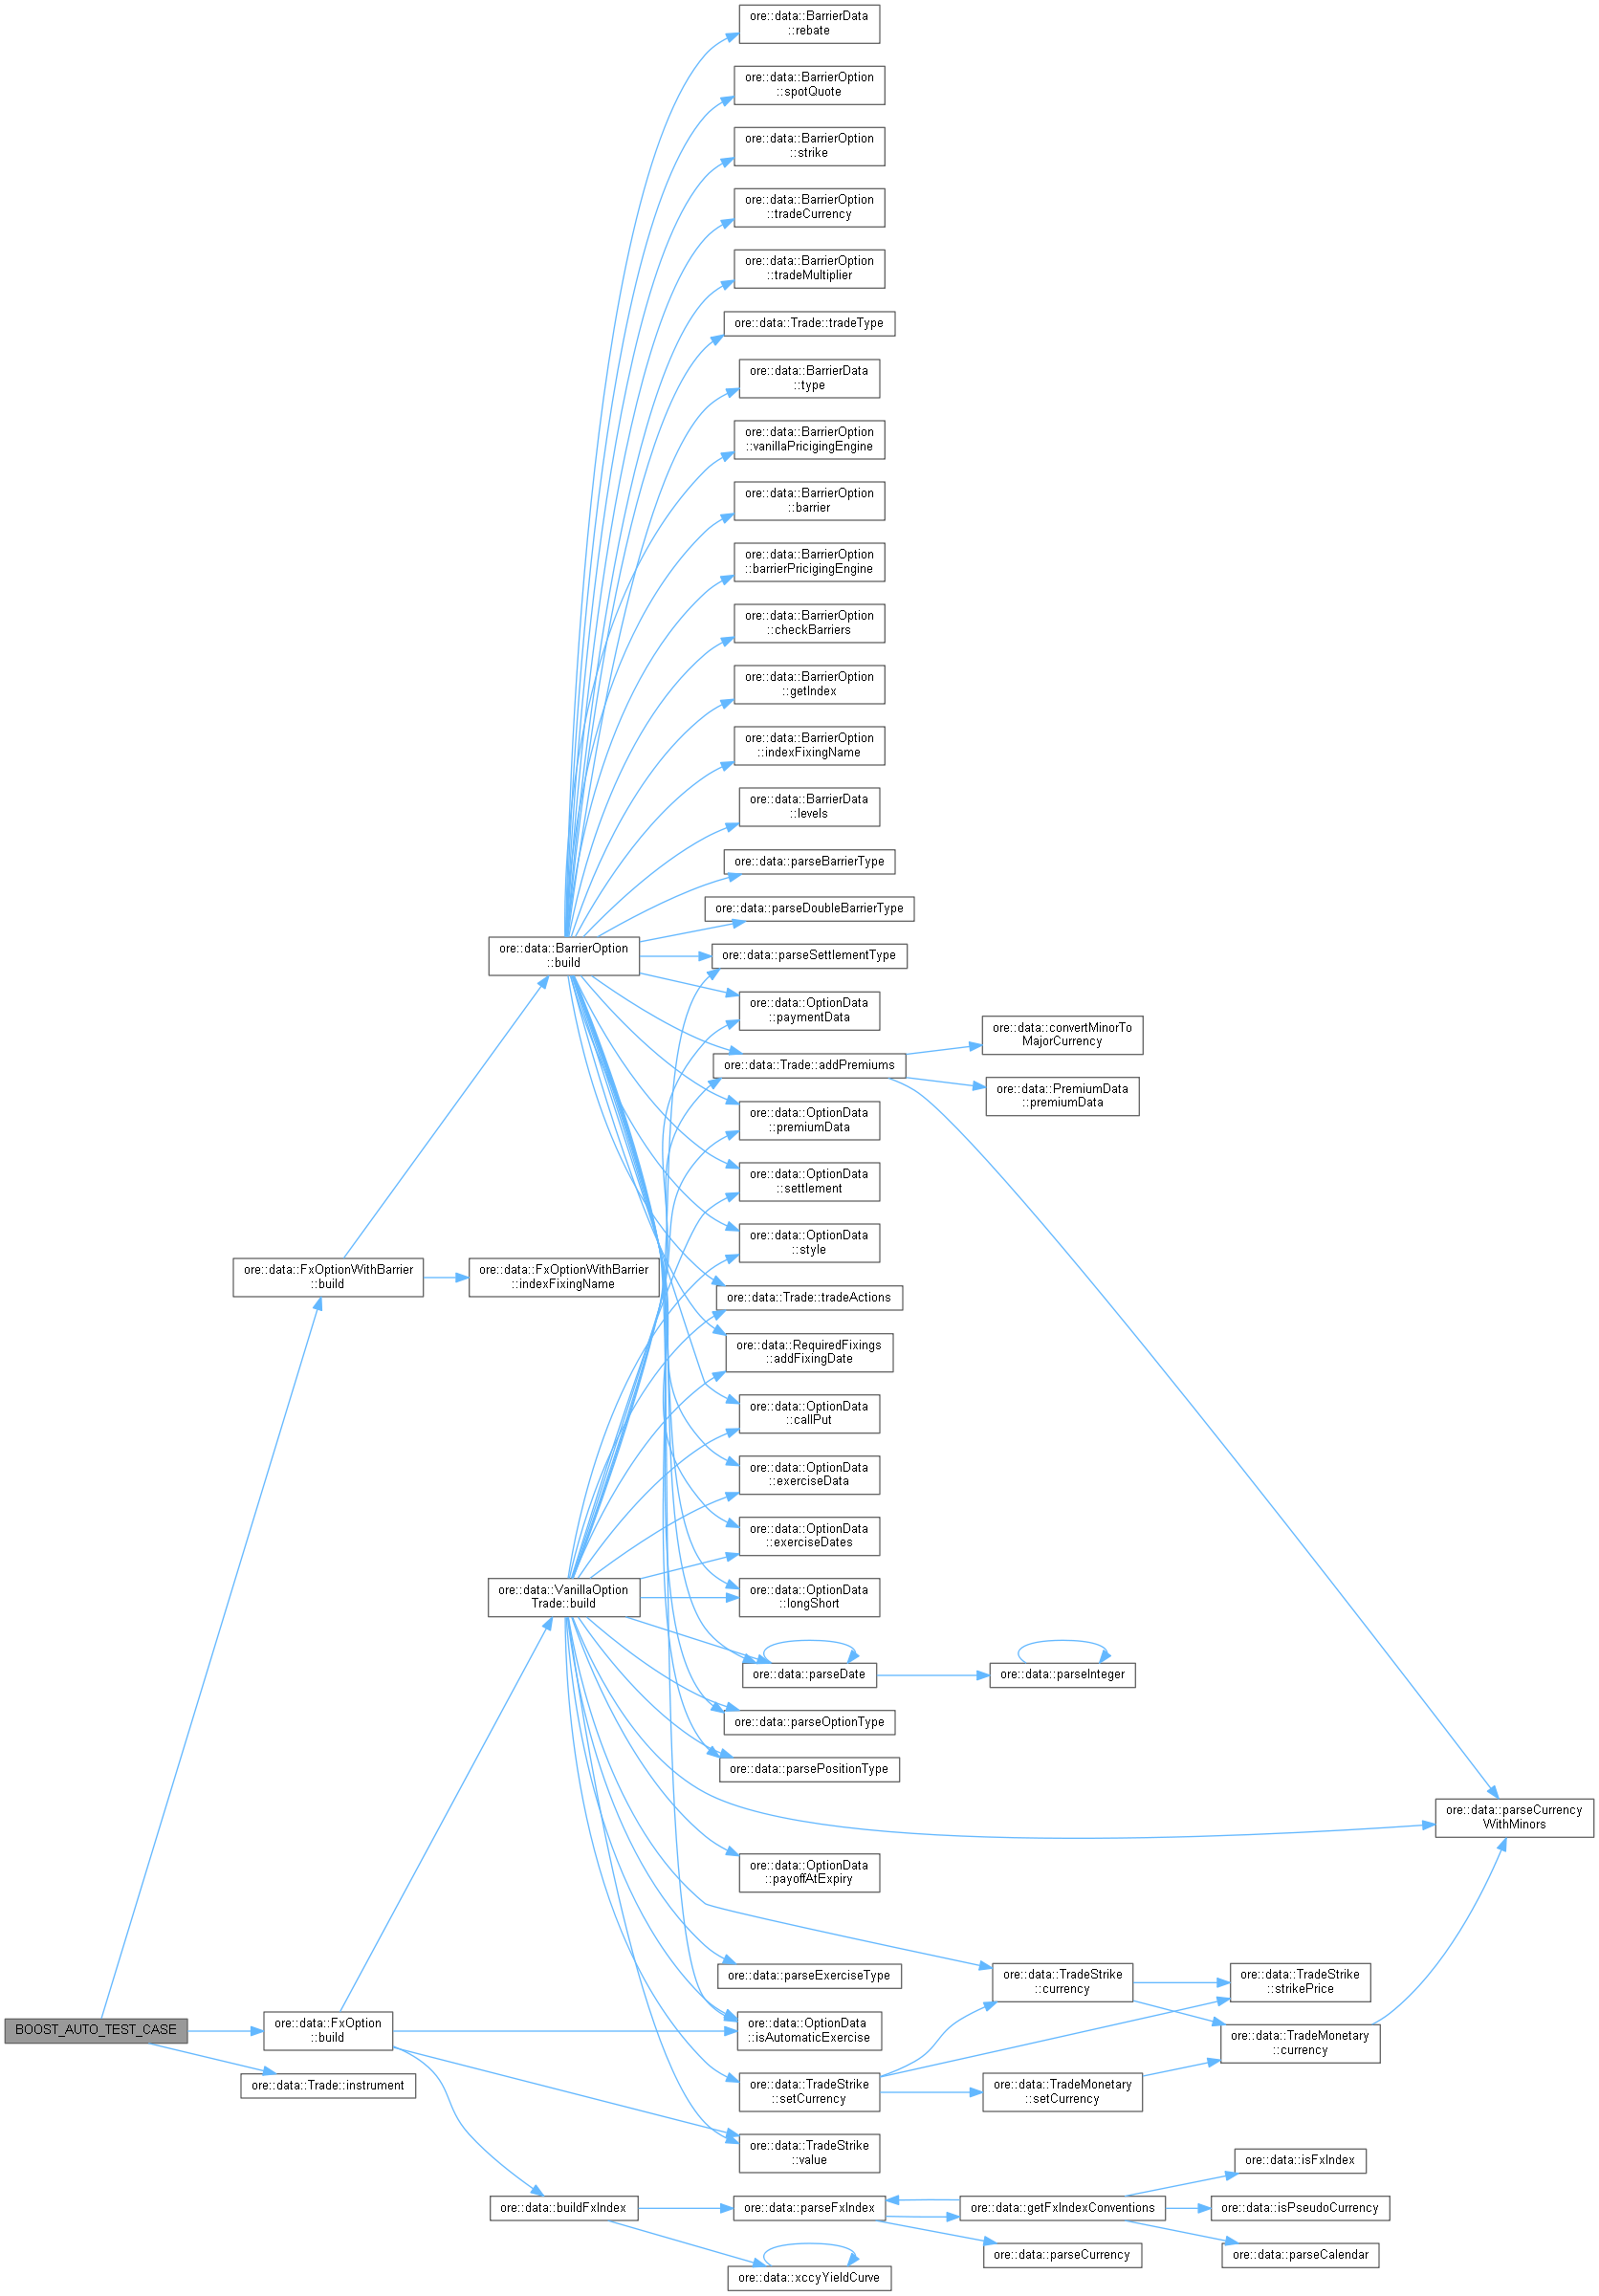 ore::data::BarrierData
::rebate
ore::data::BarrierOption
::spotQuote
ore::data::BarrierOption
::strike
ore::data::BarrierOption
::tradeCurrency
ore::data::BarrierOption
::tradeMultiplier
ore::data::Trade::tradeType
ore::data::BarrierData
::type
ore::data::BarrierOption
::vanillaPricigingEngine
ore::data::BarrierOption
::barrier
ore::data::BarrierOption
::barrierPricigingEngine
ore::data::BarrierOption
::checkBarriers
ore::data::BarrierOption
::getIndex
ore::data::BarrierOption
::indexFixingName
ore::data::BarrierData
::levels
ore::data::parseBarrierType
ore::data::parseDoubleBarrierType
ore::data::BarrierOption
::build
ore::data::parseSettlementType
ore::data::OptionData
::paymentData
ore::data::convertMinorTo
MajorCurrency
ore::data::Trade::addPremiums
ore::data::PremiumData
::premiumData
ore::data::OptionData
::premiumData
ore::data::OptionData
::settlement
ore::data::OptionData
::style
ore::data::FxOptionWithBarrier
::build
ore::data::FxOptionWithBarrier
::indexFixingName
ore::data::Trade::tradeActions
ore::data::RequiredFixings
::addFixingDate
ore::data::OptionData
::callPut
ore::data::OptionData
::exerciseData
ore::data::OptionData
::exerciseDates
ore::data::VanillaOption
Trade::build
ore::data::OptionData
::longShort
ore::data::parseDate
ore::data::parseInteger
ore::data::parseOptionType
ore::data::parsePositionType
ore::data::parseCurrency
WithMinors
ore::data::OptionData
::payoffAtExpiry
ore::data::parseExerciseType
ore::data::TradeStrike
::currency
ore::data::TradeStrike
::strikePrice
BOOST_AUTO_TEST_CASE
ore::data::FxOption
::build
ore::data::OptionData
::isAutomaticExercise
ore::data::TradeMonetary
::currency
ore::data::Trade::instrument
ore::data::TradeStrike
::setCurrency
ore::data::TradeMonetary
::setCurrency
ore::data::TradeStrike
::value
ore::data::isFxIndex
ore::data::buildFxIndex
ore::data::parseFxIndex
ore::data::getFxIndexConventions
ore::data::isPseudoCurrency
ore::data::parseCurrency
ore::data::parseCalendar
ore::data::xccyYieldCurve